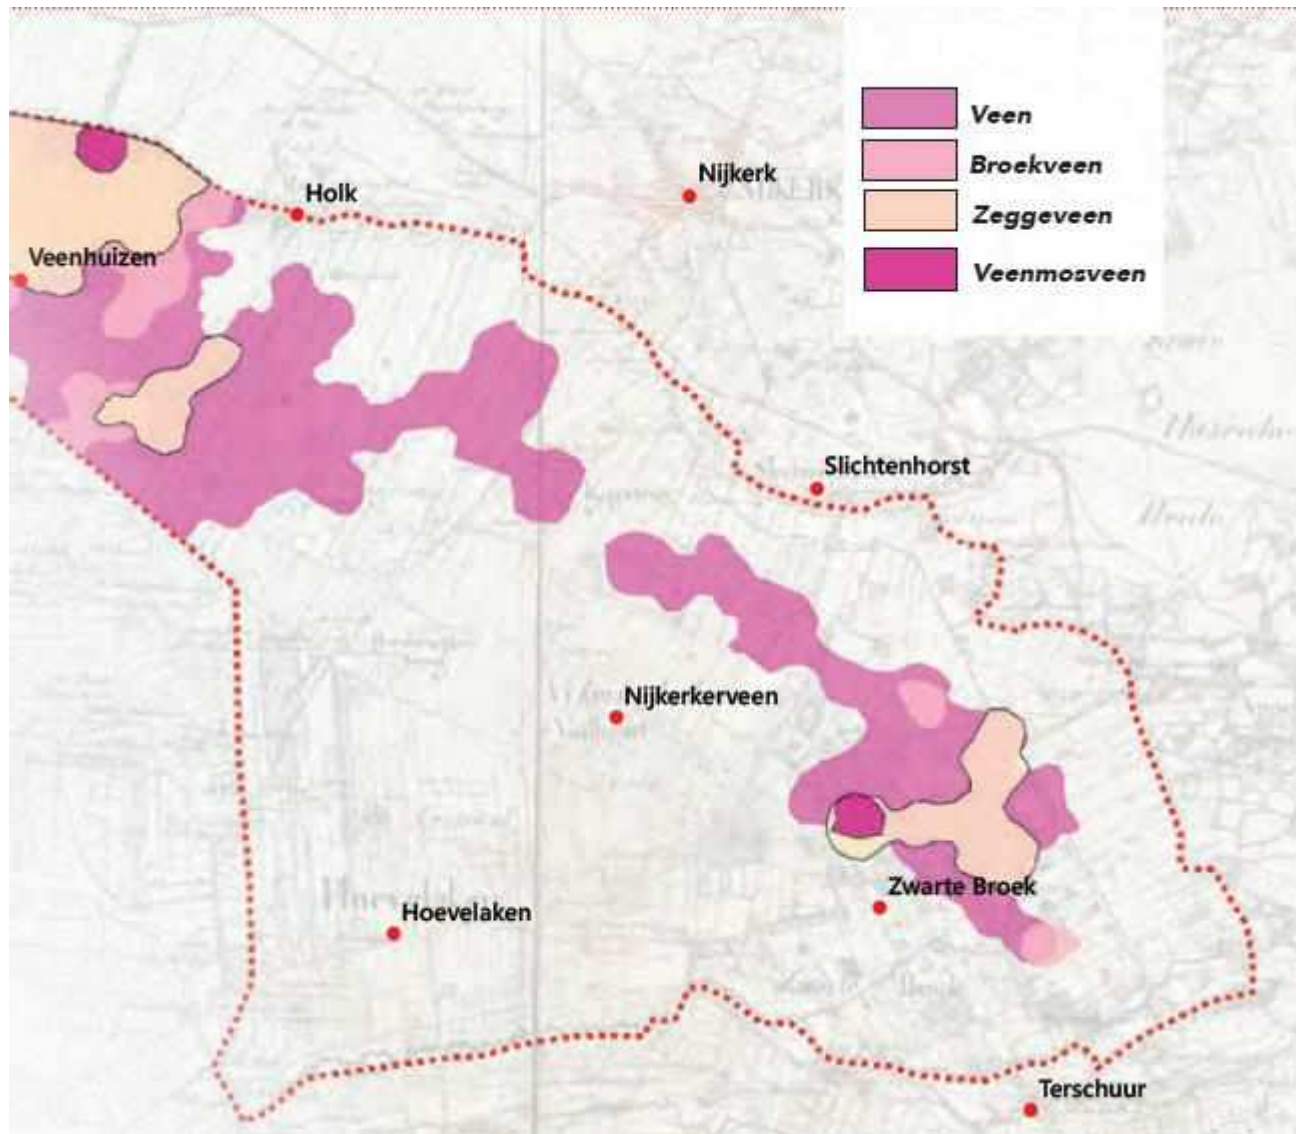 Veen
Broekveen
Zeggeveen
Veenmosveen
Nijkerk
Holk
Veenhuizen
Slichtenhorst
Nijkerkerveen
Zwarte Broek
Hoevelaken
Terschuur